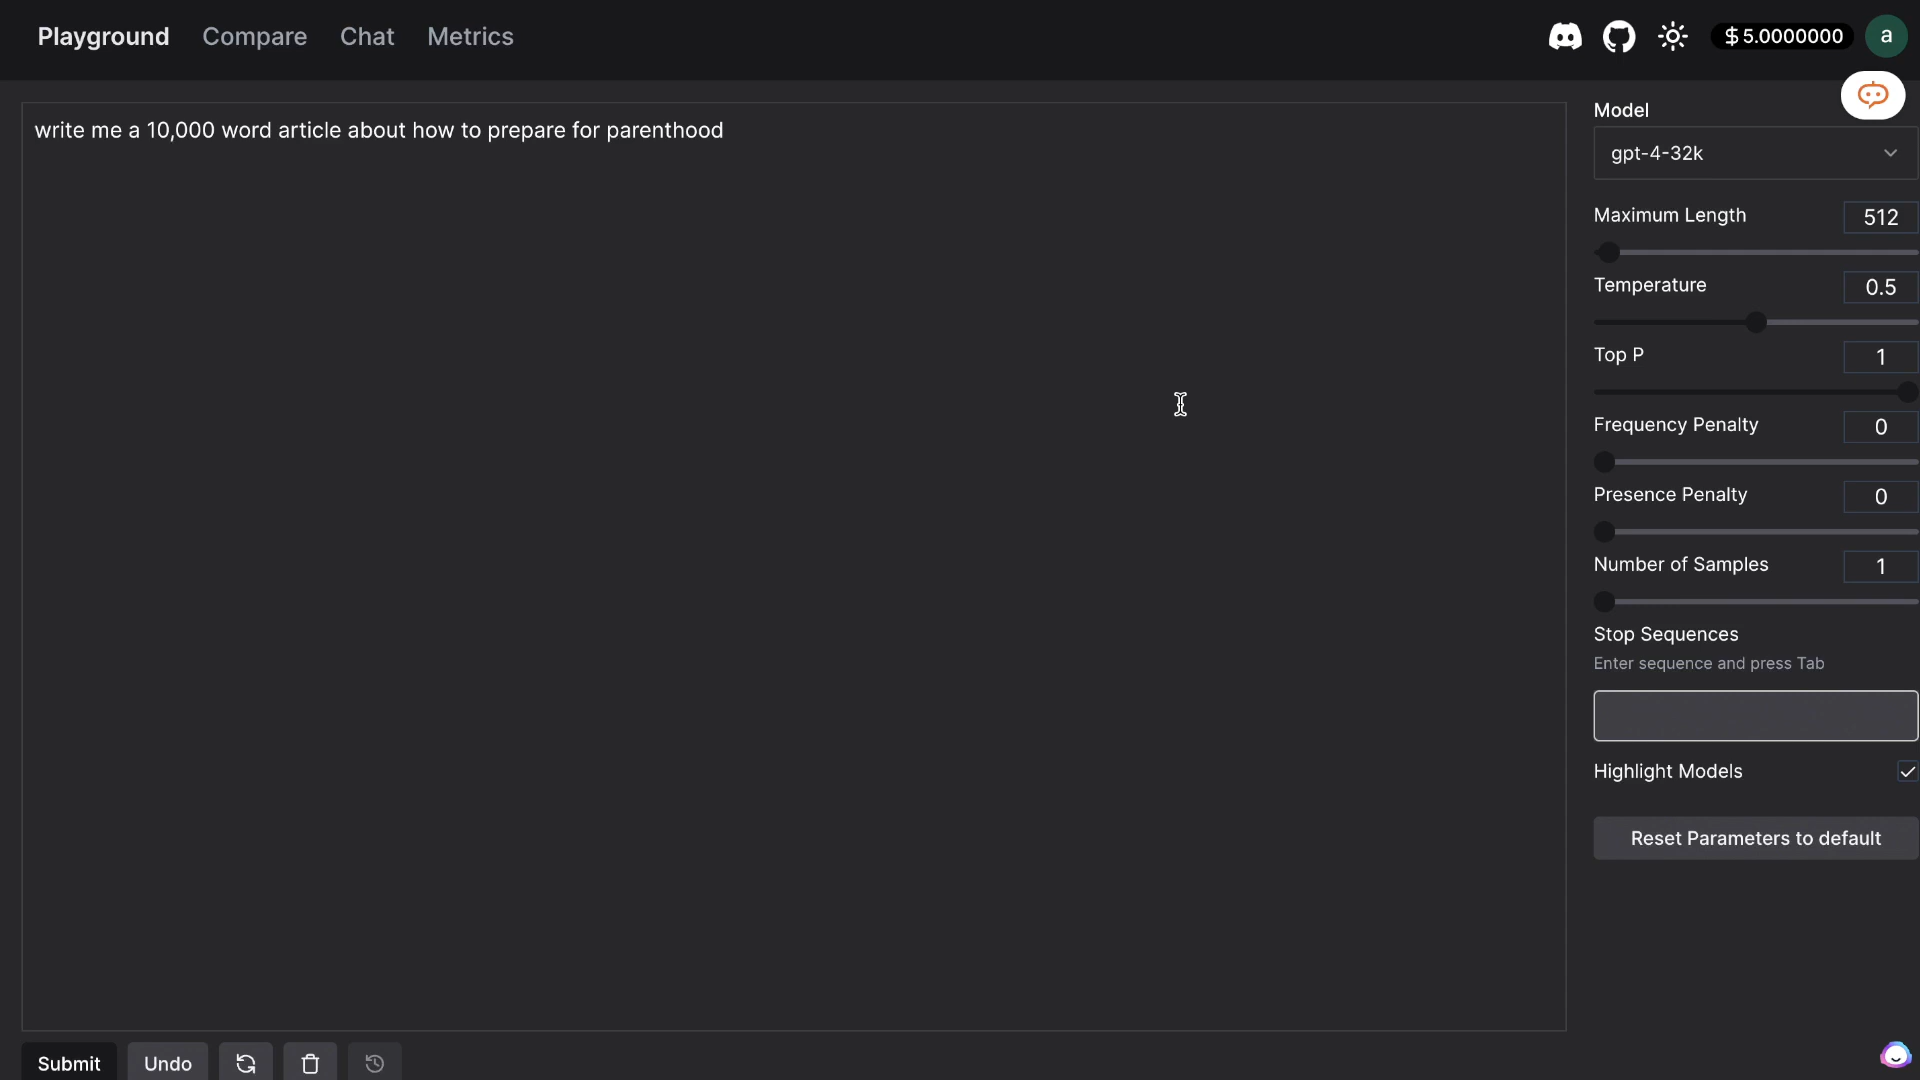 Playground Compare Chat Metrics $5.0000000 a
write me a 10,000 word article about how to prepare for parenthood
Model
gpt-4-32k
Maximum Length 512
Temperature 0.5
Top P 1
Frequency Penalty 0
Presence Penalty 0
Number of Samples 1
Stop Sequences
Enter sequence and press Tab
Highlight Models
Reset Parameters to default
Submit Undo